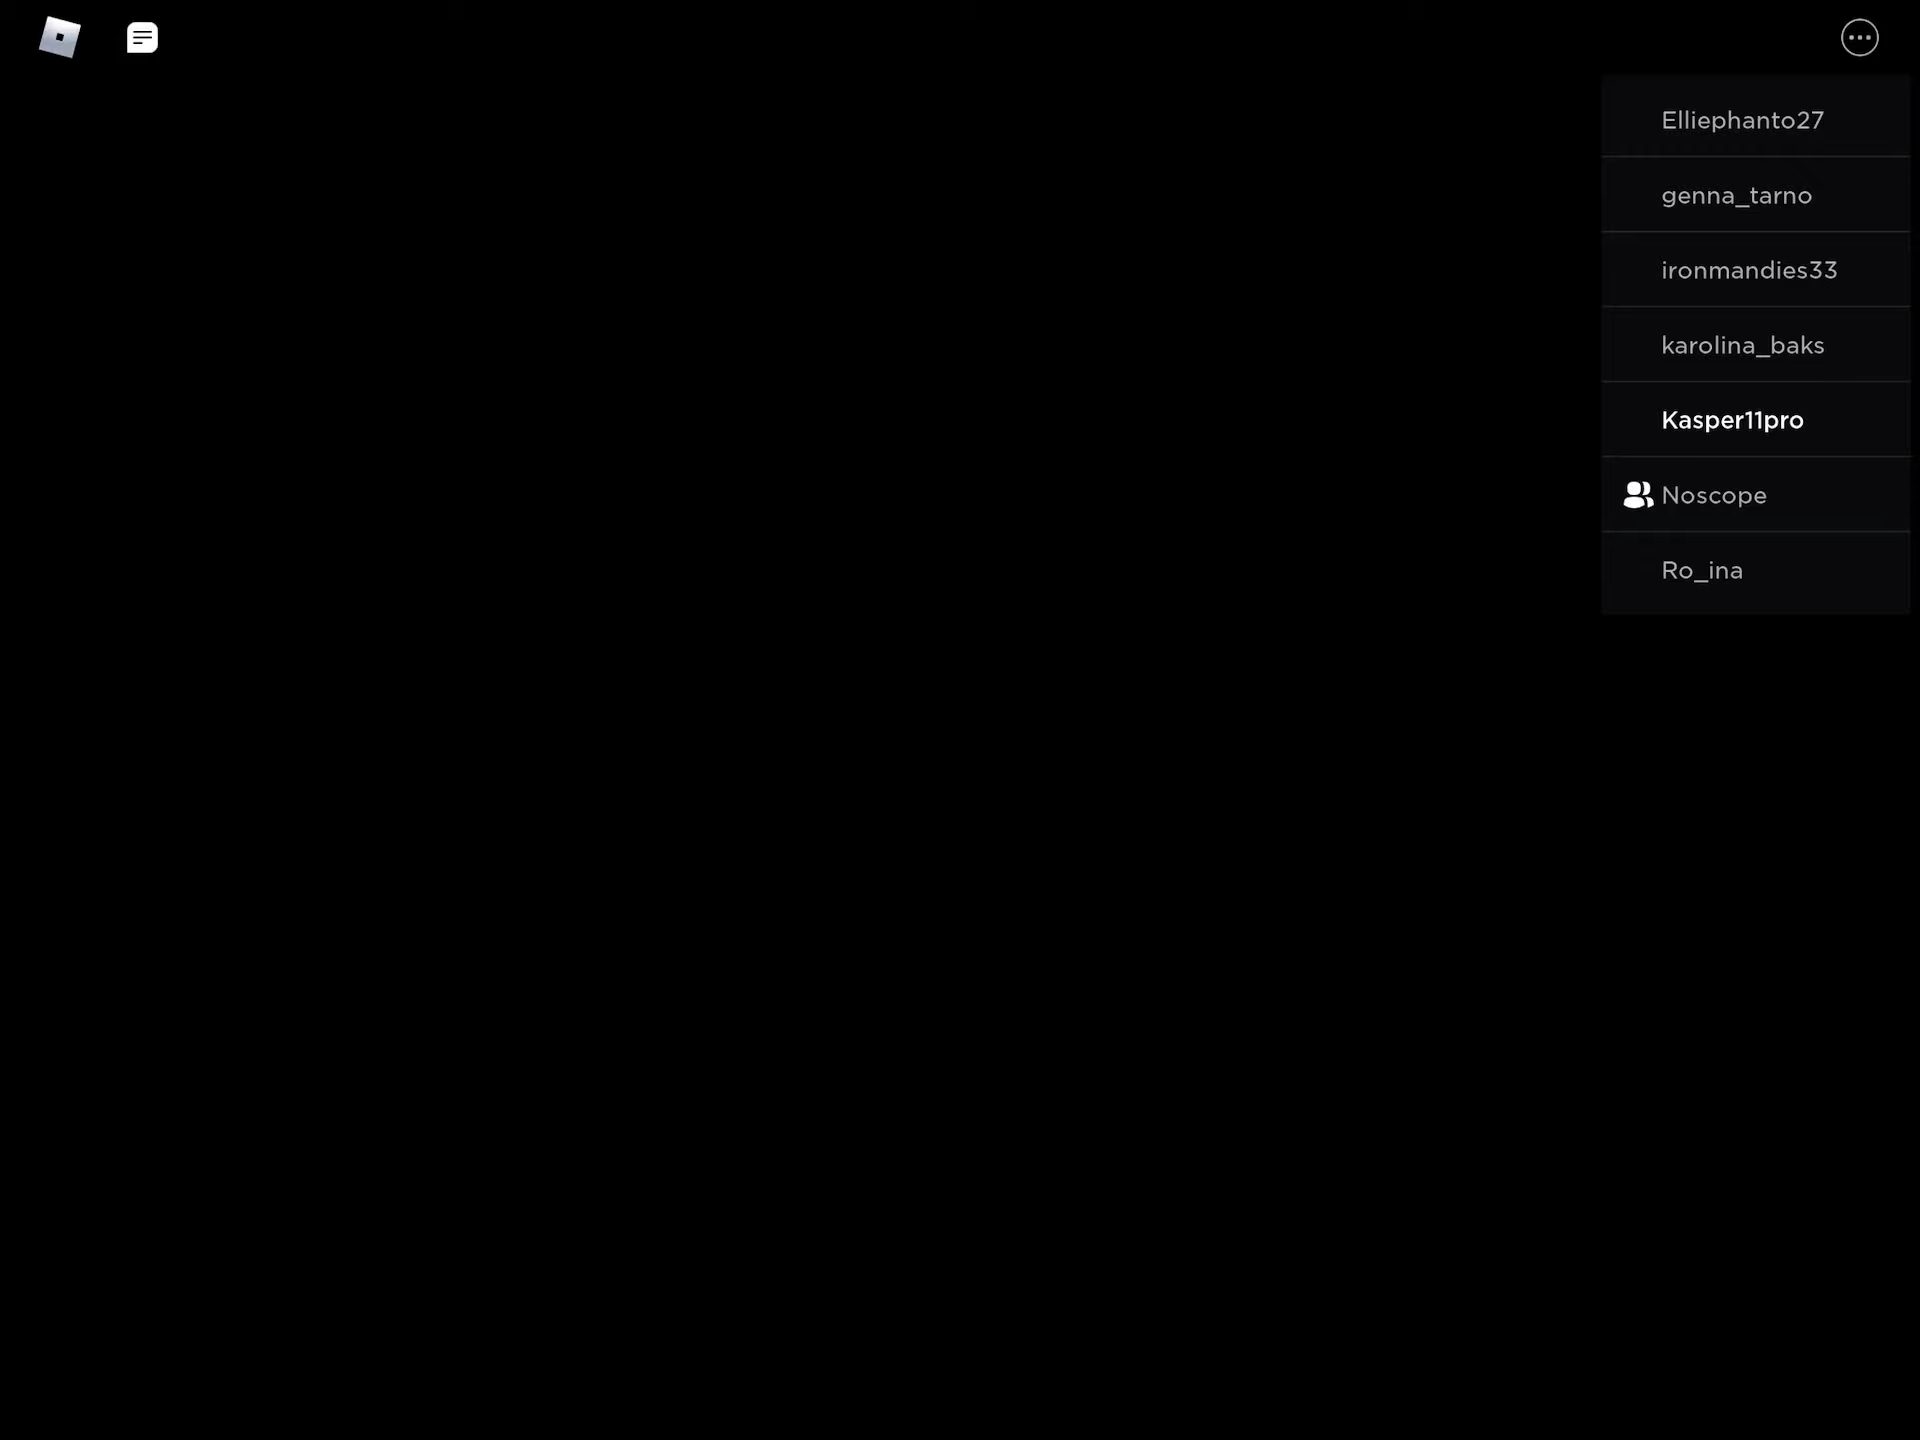 Elliephanto27
genna_tarno
ironmandies33
karolina_baks
Kasper11pro
Noscope
Ro_ina